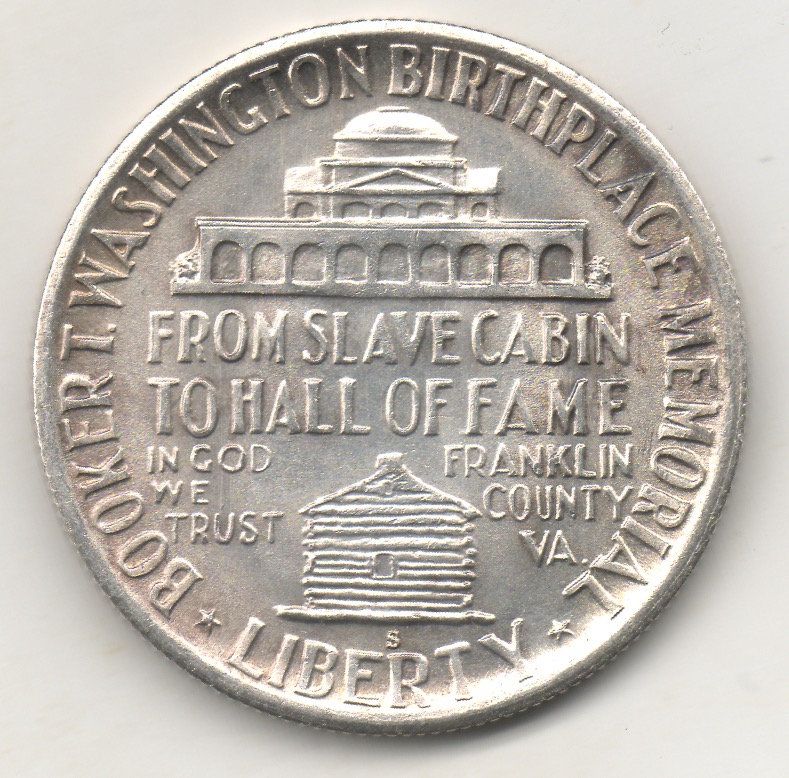 BOOKER T. WASHINGTON BIRTHPLACE MEMORIAL
FROM SLAVE CABIN
TO HALL OF FAME
IN GOD
WE
TRUST
FRANKLIN
COUNTY
VA.
S
LIBERTY